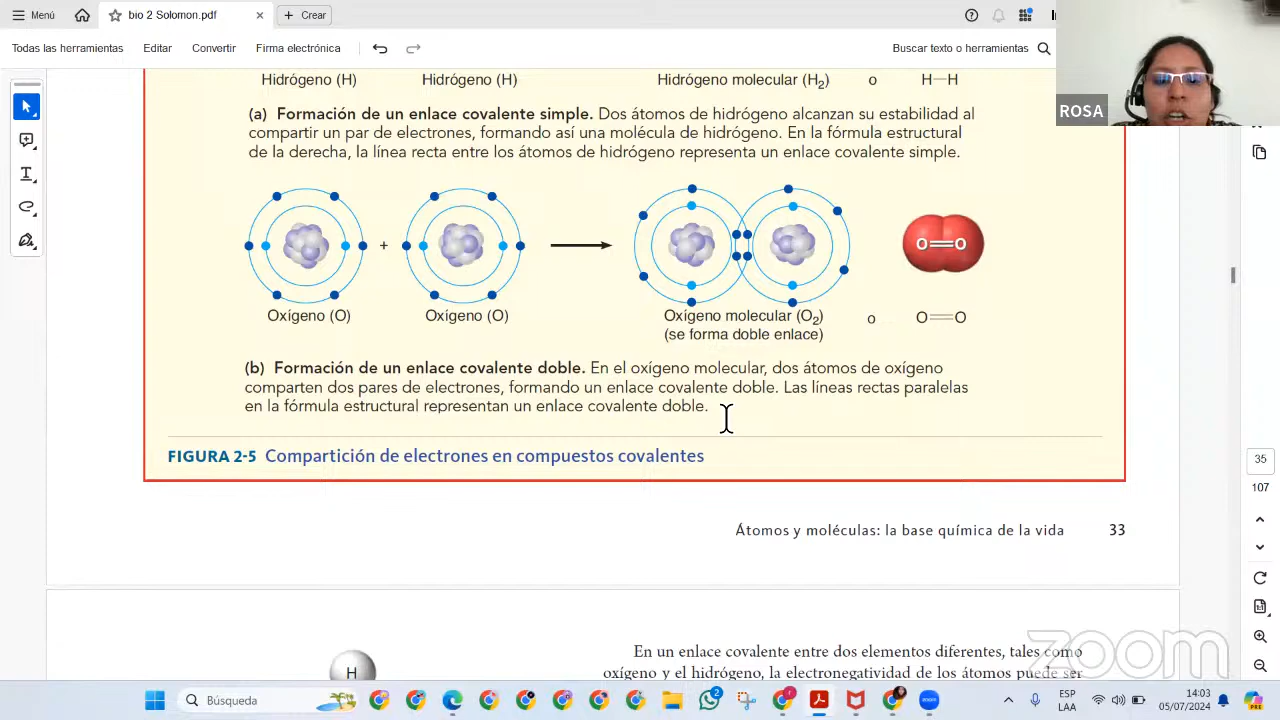 Menú
bio 2 Solomon.pdf
Crear
Todas las herramientas
Editar
Convertir
Firma electrónica
Buscar texto o herramientas
ROSA
Hidrógeno (H)
Hidrógeno (H)
Hidrógeno molecular (H2)
o
H—H
(a) Formación de un enlace covalente simple. Dos átomos de hidrógeno alcanzan su estabilidad al
compartir un par de electrones, formando así una molécula de hidrógeno. En la fórmula estructural
de la derecha, la línea recta entre los átomos de hidrógeno representa un enlace covalente simple.
+
O=O
Oxígeno (O)
Oxígeno (O)
Oxígeno molecular (O2)
(se forma doble enlace)
o
O=O
(b) Formación de un enlace covalente doble. En el oxígeno molecular, dos átomos de oxígeno
comparten dos pares de electrones, formando un enlace covalente doble. Las líneas rectas paralelas
en la fórmula estructural representan un enlace covalente doble.
FIGURA 2-5 Compartición de electrones en compuestos covalentes
35
107
Átomos y moléculas: la base química de la vida 33
H
En un enlace covalente entre dos elementos diferentes, tales como
oxígeno y el hidrógeno, la electronegatividad de los átomos puede ser
zoom
Búsqueda
2
zoom
ESP
LAA
14:03
05/07/2024
PRE